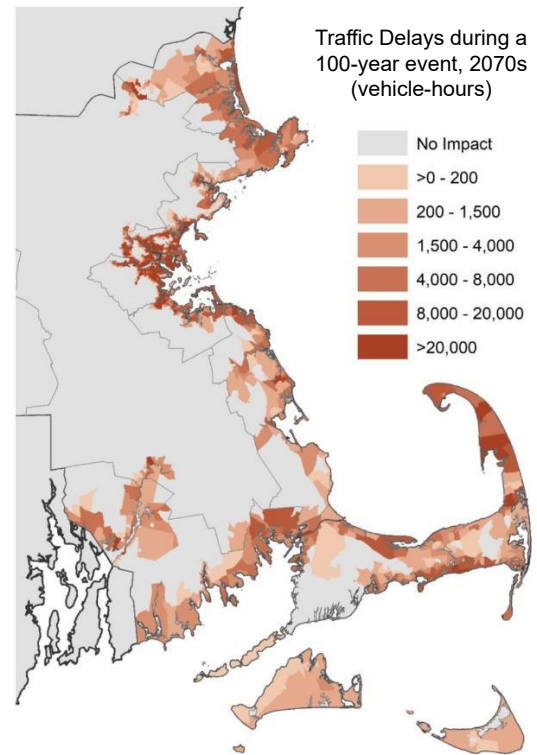 Traffic Delays during a
100-year event, 2070s
(vehicle-hours)
No Impact
>0 - 200
200 - 1,500
1,500 - 4,000
4,000 - 8,000
8,000 - 20,000
>20,000